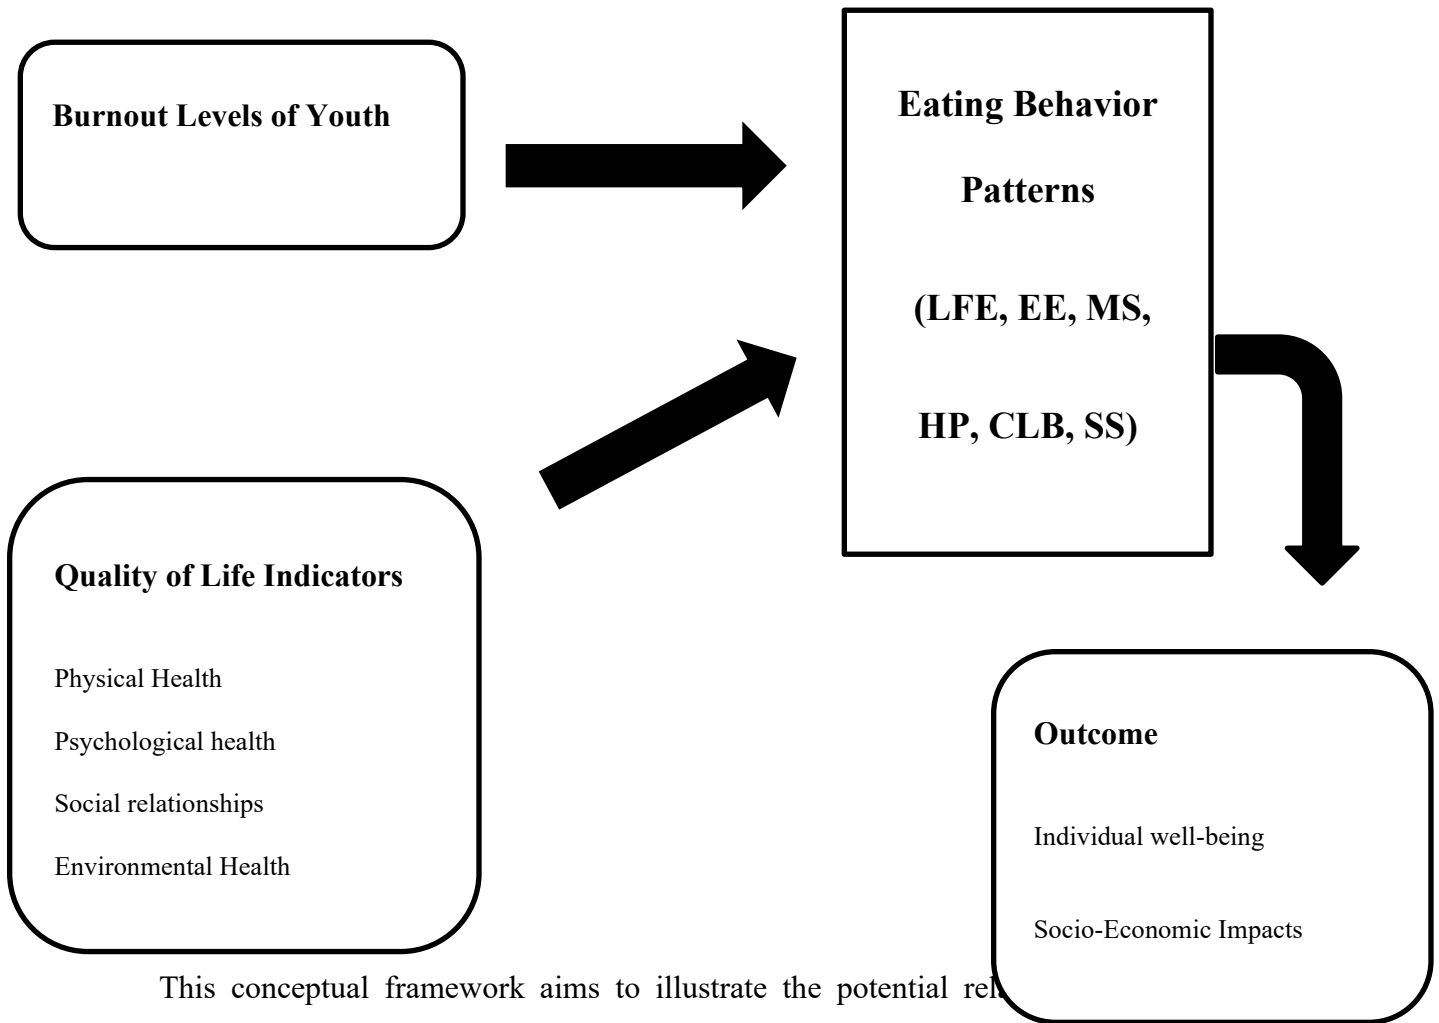 Burnout Levels of Youth
Eating Behavior
Patterns
(LFE, EE, MS,
HP, CLB, SS)
Quality of Life Indicators
Physical Health
Psychological health
Social relationships
Environmental Health
Outcome
Individual well-being
Socio-Economic Impacts
This conceptual framework aims to illustrate the potential